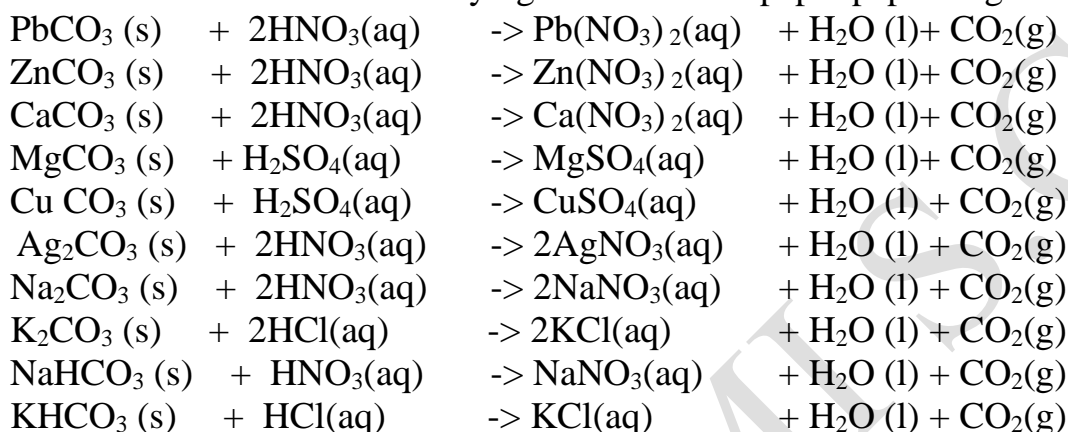 PbCO₃ (s) + 2HNO₃(aq) -> Pb(NO₃) ₂(aq) + H₂O (l)+ CO₂(g)
ZnCO₃ (s) + 2HNO₃(aq) -> Zn(NO₃) ₂(aq) + H₂O (l)+ CO₂(g)
CaCO₃ (s) + 2HNO₃(aq) -> Ca(NO₃) ₂(aq) + H₂O (l)+ CO₂(g)
MgCO₃ (s) + H₂SO₄(aq) -> MgSO₄(aq) + H₂O (l)+ CO₂(g)
Cu CO₃ (s) + H₂SO₄(aq) -> CuSO₄(aq) + H₂O (l) + CO₂(g)
Ag₂CO₃ (s) + 2HNO₃(aq) -> 2AgNO₃(aq) + H₂O (l) + CO₂(g)
Na₂CO₃ (s) + 2HNO₃(aq) -> 2NaNO₃(aq) + H₂O (l) + CO₂(g)
K₂CO₃ (s) + 2HCl(aq) -> 2KCl(aq) + H₂O (l) + CO₂(g)
NaHCO₃ (s) + HNO₃(aq) -> NaNO₃(aq) + H₂O (l) + CO₂(g)
KHCO₃ (s) + HCl(aq) -> KCl(aq) + H₂O (l) + CO₂(g)